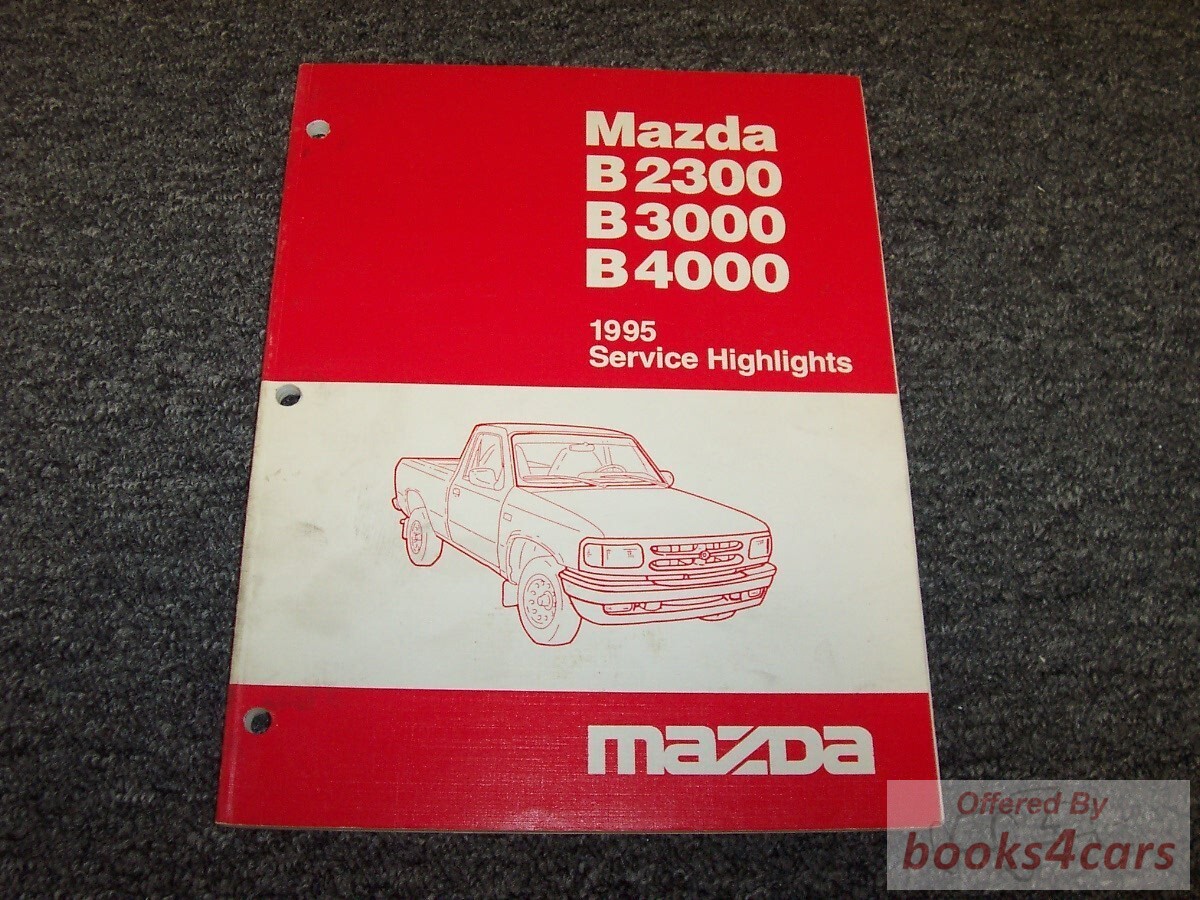 Mazda
B2300
B3000
B4000
1995
Service Highlights
mazda
Offered By
books4cars